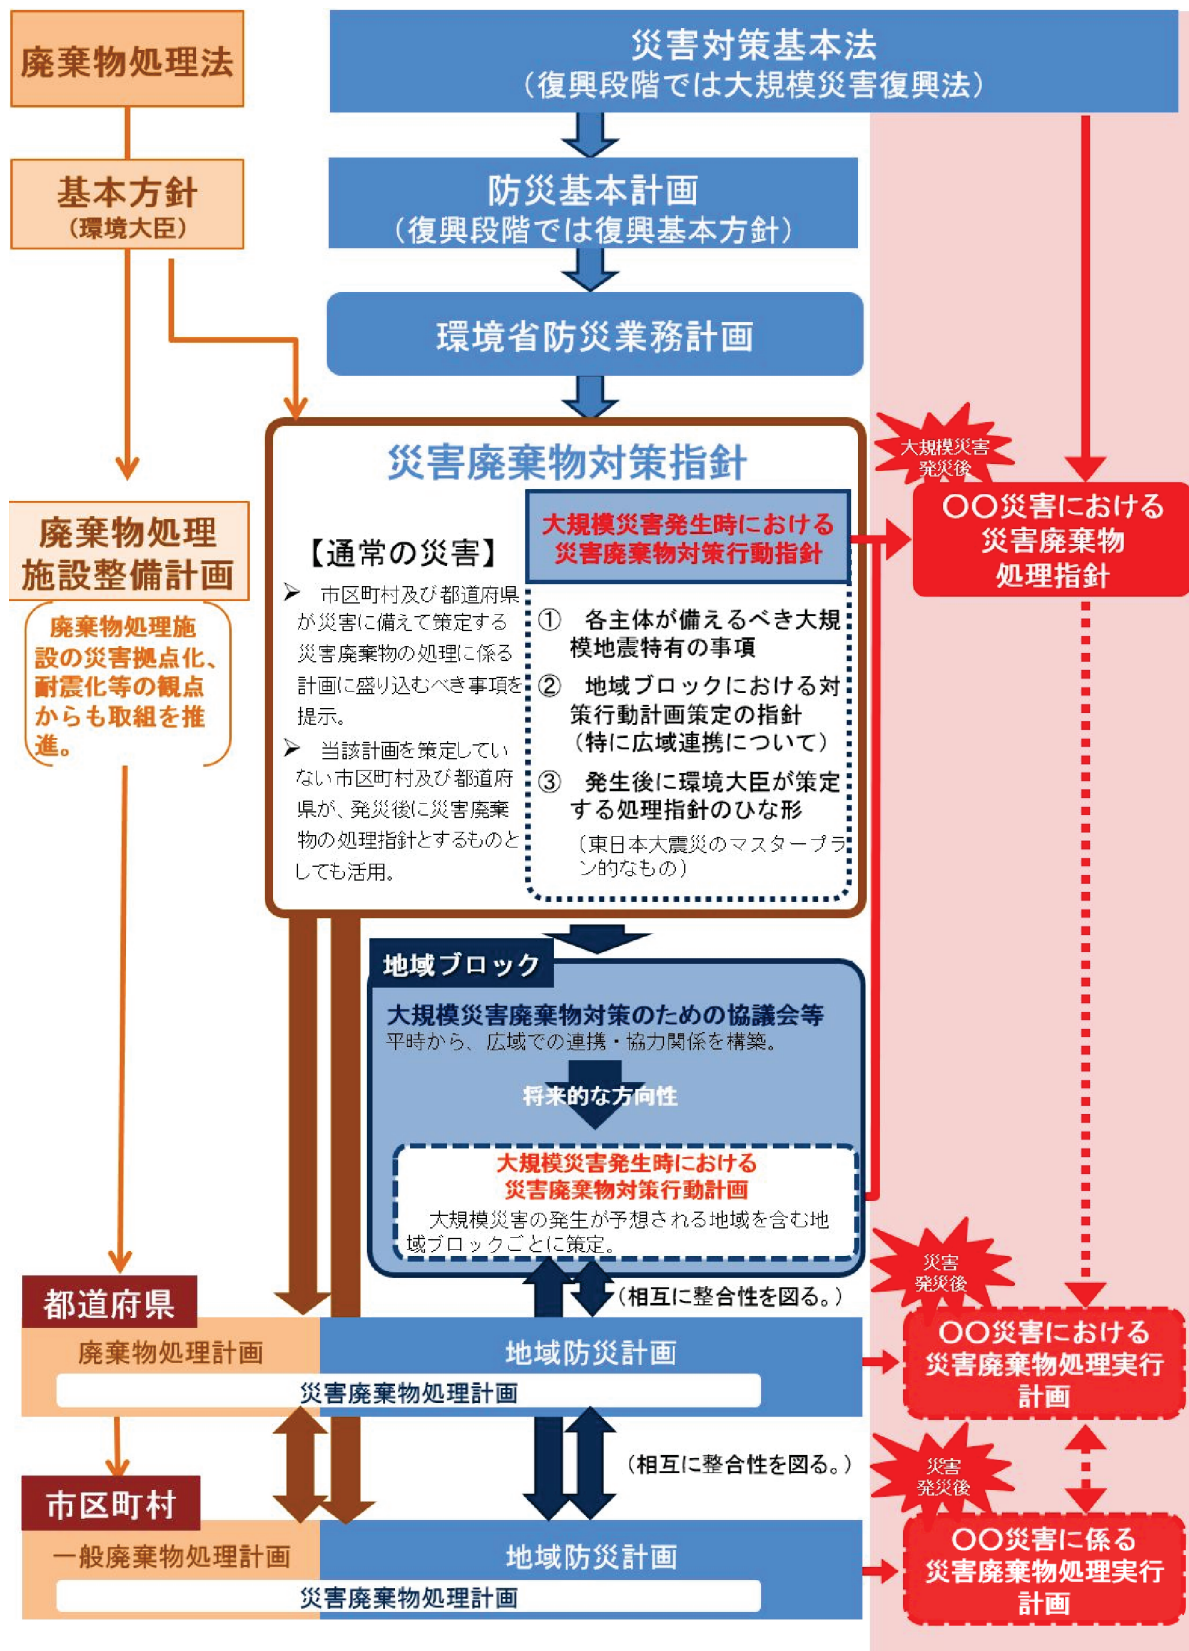 廃棄物処理法
災害対策基本法
（復興段階では大規模災害復興法）
基本方針
（環境大臣）
防災基本計画
（復興段階では復興基本方針）
環境省防災業務計画
災害廃棄物対策指針
【通常の災害】
➢ 市区町村及び都道府県
が災害に備えて策定する
災害廃棄物の処理に係る
計画に盛り込むべき事項を
提示。
➢ 当該計画を策定してい
ない市区町村及び都道府
県が、発災後に災害廃棄
物の処理指針とするものと
しても活用。
大規模災害発生時における
災害廃棄物対策行動指針
① 各主体が備えるべき大規
模地震特有の事項
② 地域ブロックにおける対
策行動計画策定の指針
（特に広域連携について）
③ 発生後に環境大臣が策定
する処理指針のひな形
（東日本大震災のマスタープラ
ン的なもの）
大規模災害
発災後
〇〇災害における
災害廃棄物
処理指針
廃棄物処理
施設整備計画
廃棄物処理施
設の災害拠点化、
耐震化等の観点
からも取組を推
進。
地域ブロック
大規模災害廃棄物対策のための協議会等
平時から、広域での連携・協力関係を構築。
将来的な方向性
大規模災害発生時における
災害廃棄物対策行動計画
大規模災害の発生が予想される地域を含む地
域ブロックごとに策定。
（相互に整合性を図る。）
都道府県
廃棄物処理計画
地域防災計画
災害廃棄物処理計画
災害
発災後
〇〇災害における
災害廃棄物処理実行
計画
（相互に整合性を図る。）
市区町村
一般廃棄物処理計画
地域防災計画
災害廃棄物処理計画
災害
発災後
〇〇災害に係る
災害廃棄物処理実行
計画